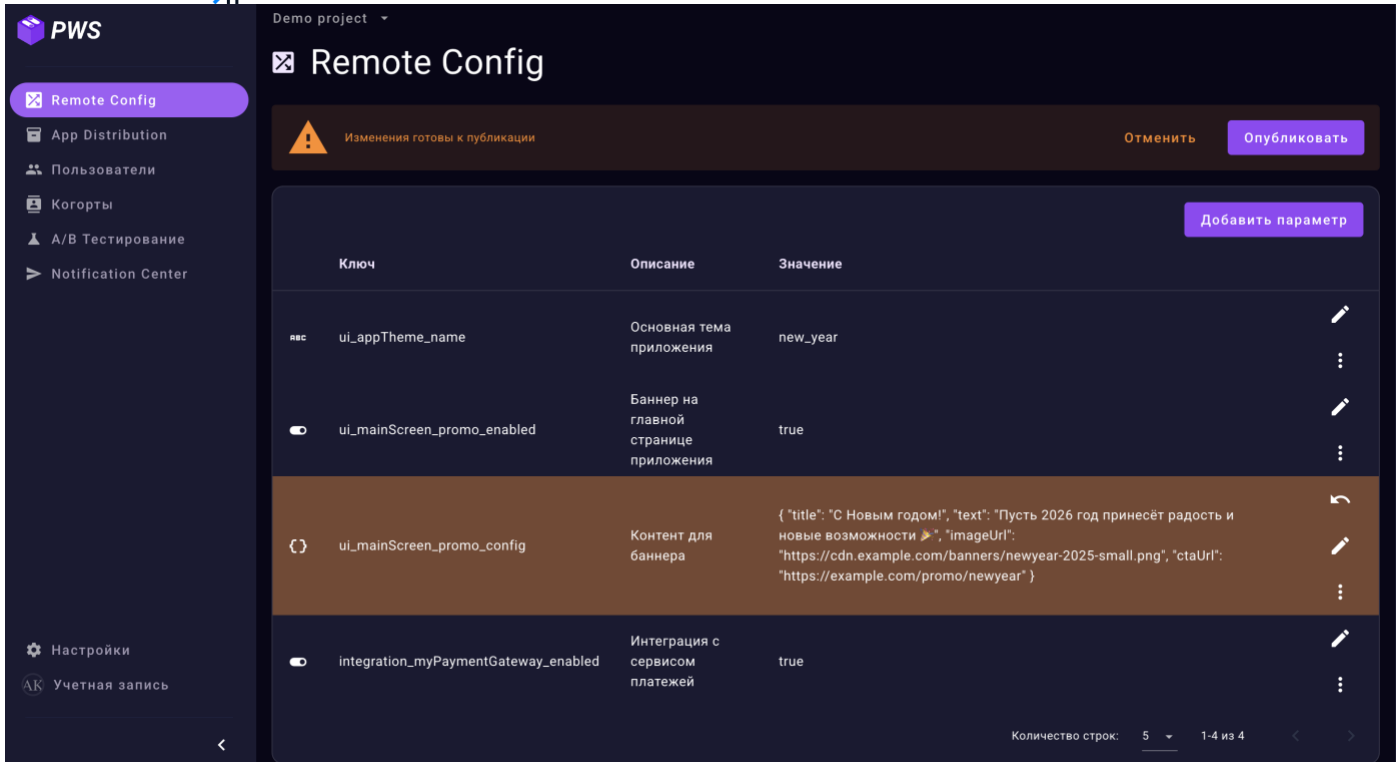 PWS
Demo project
Remote Config
Remote Config
App Distribution
Пользователи
Когорты
A/B Тестирование
Notification Center
Настройки
AK Учетная запись
Изменения готовы к публикации
Отменить
Опубликовать
Добавить параметр
Ключ Описание Значение
ABC ui_appTheme_name
Основная тема
приложения
new_year
ui_mainScreen_promo_enabled
Баннер на
главной
странице
приложения
true
{} ui_mainScreen_promo_config
Контент для
баннера
{ "title": "С Новым годом!", "text": "Пусть 2026 год принесёт радость и
новые возможности 🎉", "imageUrl":
"https://cdn.example.com/banners/newyear-2025-small.png", "ctaUrl":
"https://example.com/promo/newyear" }
integration_myPaymentGateway_enabled
Интеграция с
сервисом
платежей
true
Количество строк: 5 1-4 из 4